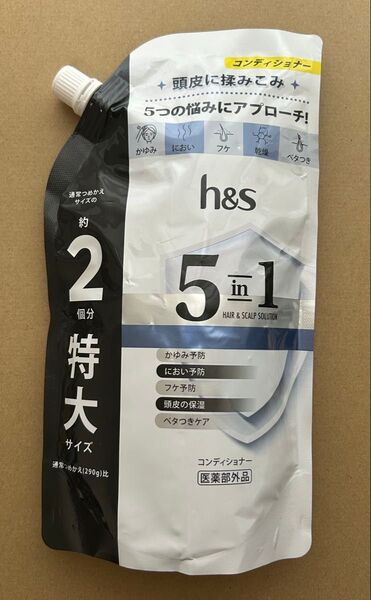 コンディショナー
頭皮に揉みこみ
5つの悩みにアプローチ!
かゆみ
におい
フケ
乾燥
ベタつき
h&s
5 in 1
HAIR & SCALP SOLUTION
かゆみ予防
におい予防
フケ予防
頭皮の保湿
ベタつきケア
コンディショナー
医薬部外品
通常つめかえ
サイズの
約
2
個分
特
大
サイズ
通常つめかえ(290g)比